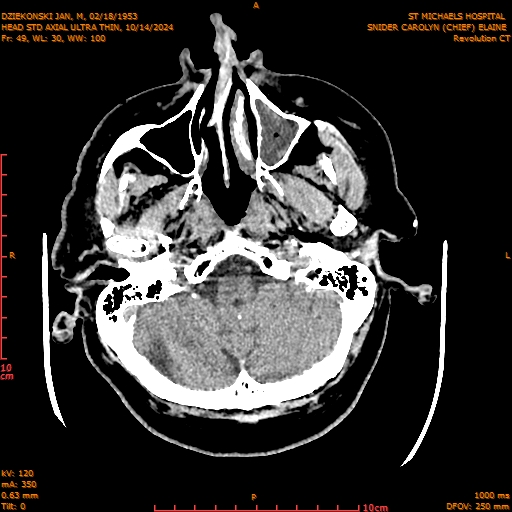 A
DZIEKONSKI JAN, M, 02/18/1953
HEAD STD AXIAL ULTRA THIN, 10/14/2024
Fr: 49, WL: 30, WW: 100
ST MICHAELS HOSPITAL
SNIDER CAROLYN (CHIEF) ELAINE
Revolution CT
R
L
10
cm
kV: 120
mA: 350
0.63 mm
Tilt: 0
P
10cm
1000 ms
DFOV: 250 mm